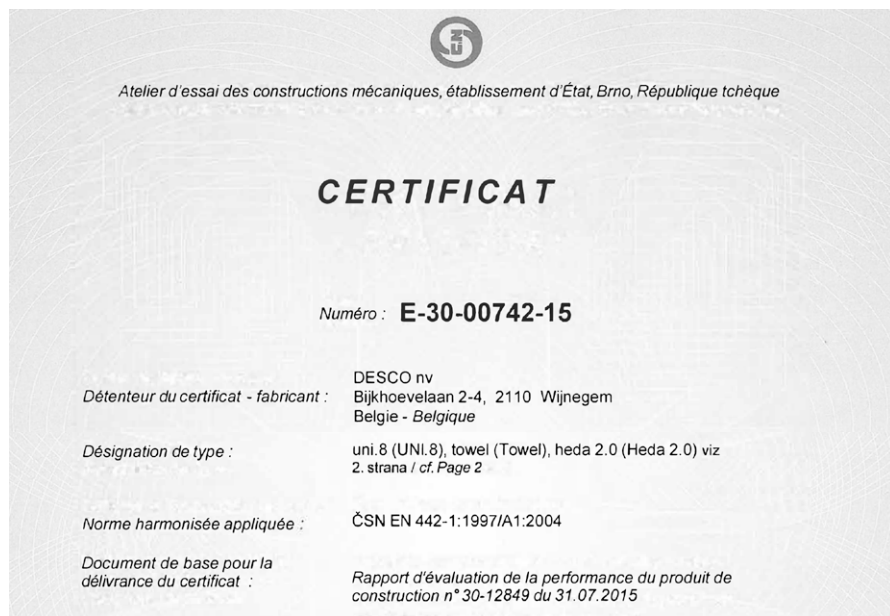 SZU
Atelier d'essai des constructions mécaniques, établissement d'État, Brno, République tchèque
CERTIFICAT
Numéro : E-30-00742-15
Détenteur du certificat - fabricant :
DESCO nv
Bijkhoevelaan 2-4, 2110 Wijnegem
Belgie - Belgique
Désignation de type :
uni.8 (UNI.8), towel (Towel), heda 2.0 (Heda 2.0) viz
2. strana / cf. Page 2
Norme harmonisée appliquée :
ČSN EN 442-1:1997/A1:2004
Document de base pour la
délivrance du certificat :
Rapport d'évaluation de la performance du produit de
construction n° 30-12849 du 31.07.2015